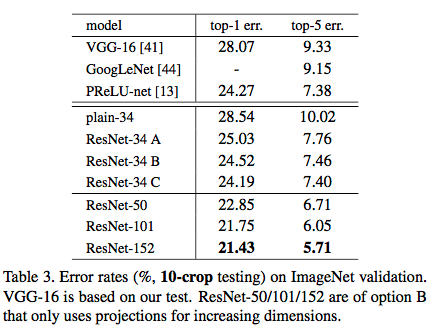 model top-1 err. top-5 err.
VGG-16 [41] 28.07 9.33
GoogLeNet [44] - 9.15
PReLU-net [13] 24.27 7.38
plain-34 28.54 10.02
ResNet-34 A 25.03 7.76
ResNet-34 B 24.52 7.46
ResNet-34 C 24.19 7.40
ResNet-50 22.85 6.71
ResNet-101 21.75 6.05
ResNet-152 21.43 5.71
Table 3. Error rates (%, 10-crop testing) on ImageNet validation.
VGG-16 is based on our test. ResNet-50/101/152 are of option B
that only uses projections for increasing dimensions.